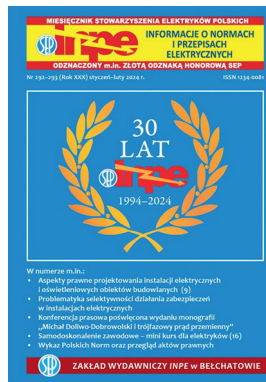 MIESIĘCZNIK STOWARZYSZENIA ELEKTRYKÓW POLSKICH
SEP inpe INFORMACJE O NORMACH
I PRZEPISACH
ELEKTRYCZNYCH
ODZNACZONY m.in. ZŁOTĄ ODZNAKĄ HONOROWĄ SEP
Nr 292–293 (Rok XXX) styczeń–luty 2024 r. ISSN 1234-0081
30
LAT
SEP inpe
1994–2024
W numerze m.in.:
• Aspekty prawne projektowania instalacji elektrycznych
i oświetleniowych obiektów budowlanych (9)
• Problematyka selektywności działania zabezpieczeń
w instalacjach elektrycznych
• Konferencja prasowa poświęcona wydaniu monografii
„Michał Doliwo-Dobrowolski i trójfazowy prąd przemienny”
• Samodoskonalenie zawodowe – mini kurs dla elektryków (16)
• Wykaz Polskich Norm oraz przegląd aktów prawnych
SEP ZAKŁAD WYDAWNICZY INPE w BEŁCHATOWIE